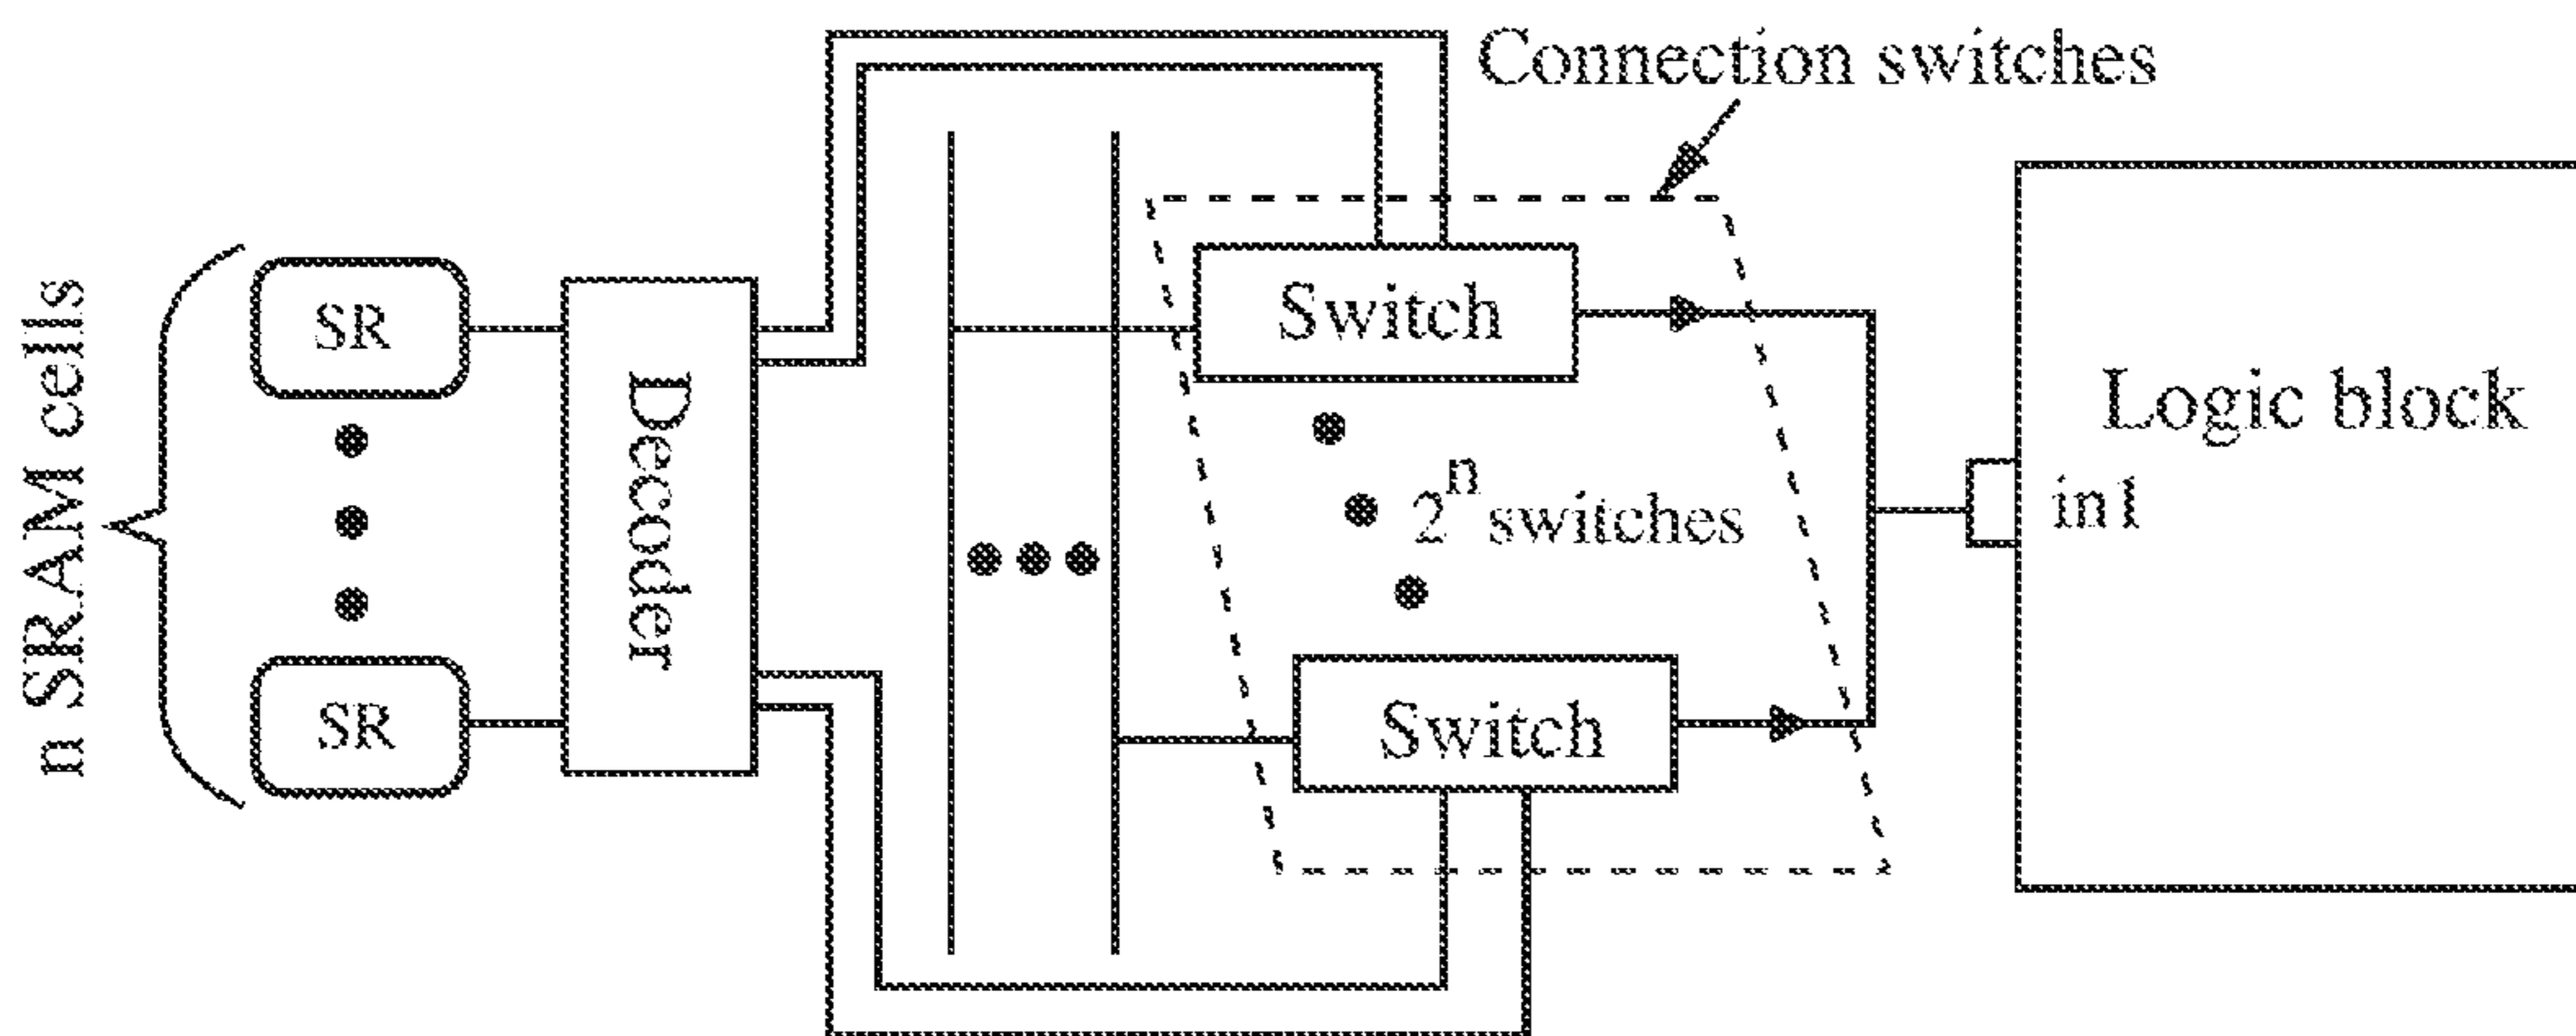 Connection switches
n SRAM cells
SR
SR
Decoder
Switch
2^n switches
Switch
Logic block
in1